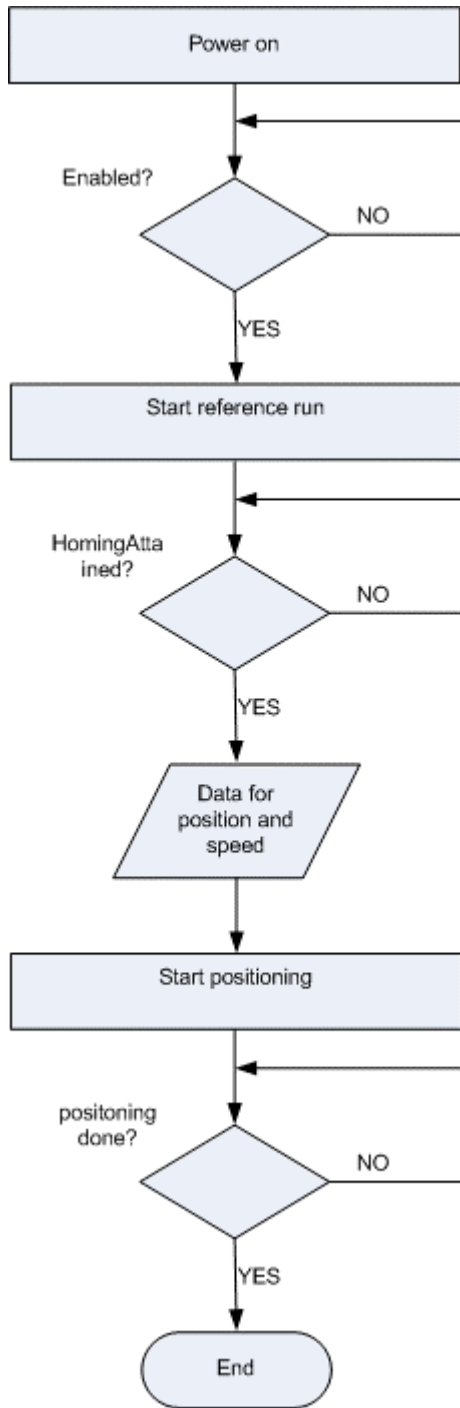 Power on
Enabled?
NO
YES
Start reference run
HomingAtta
ined?
NO
YES
Data for
position and
speed
Start positioning
positoning
done?
NO
YES
End